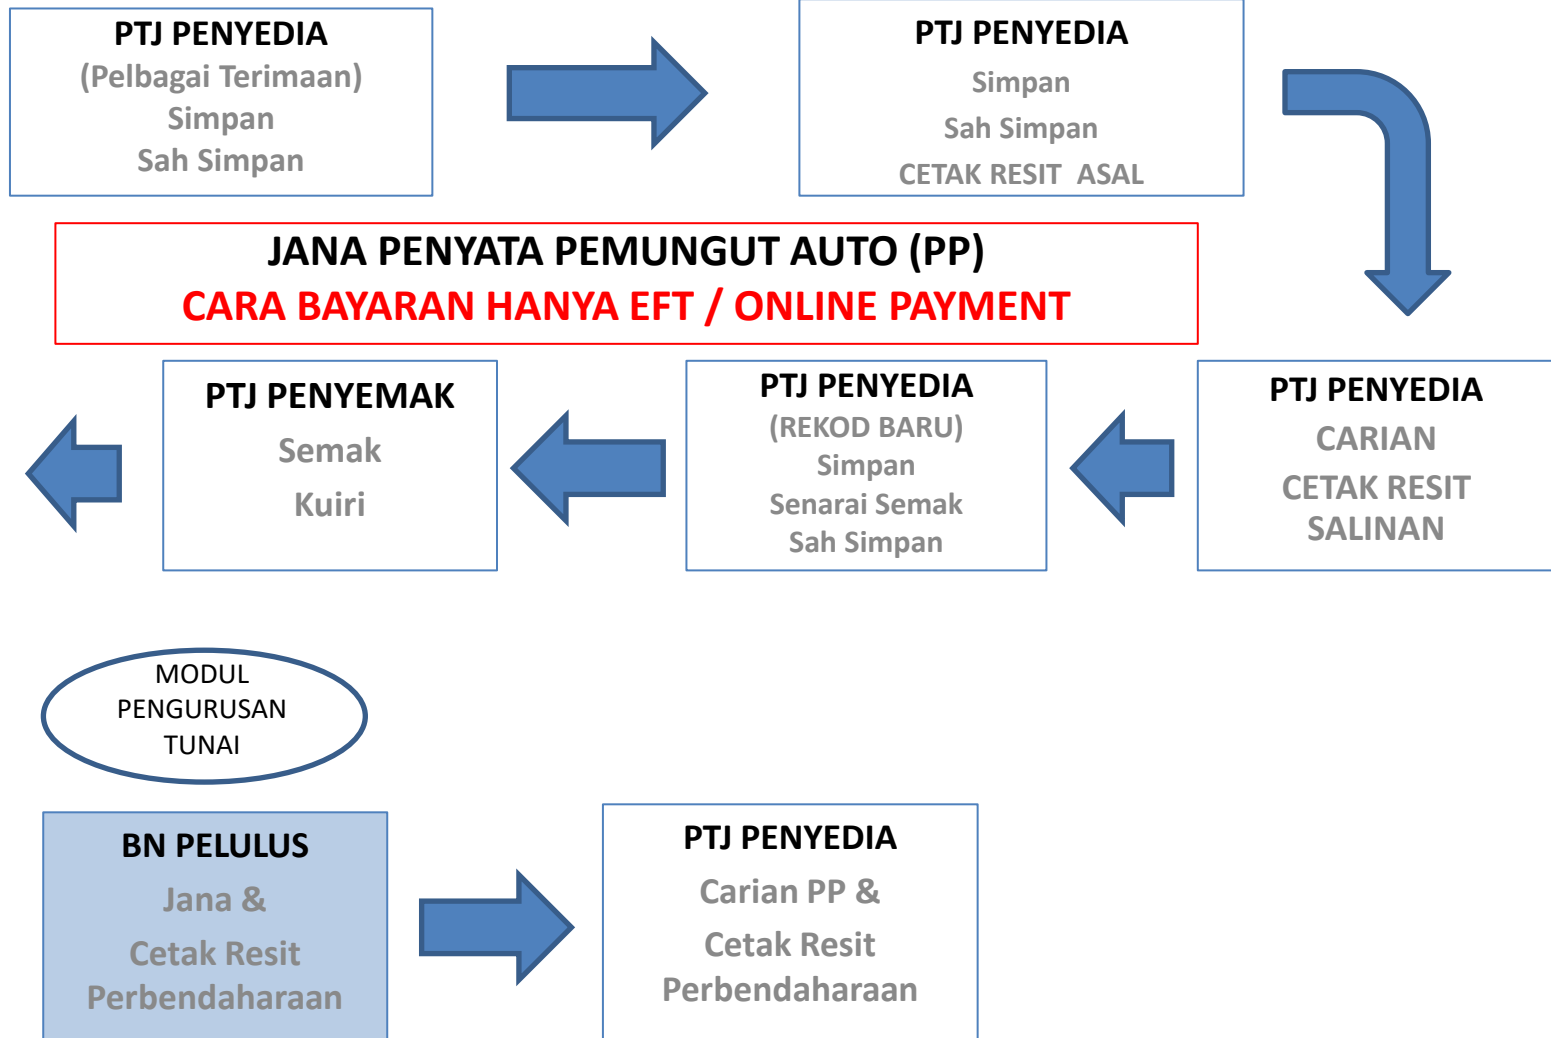 PTJ PENYEDIA
(Pelbagai Terimaan)
Simpan
Sah Simpan
PTJ PENYEDIA
Simpan
Sah Simpan
CETAK RESIT ASAL
JANA PENYATA PEMUNGUT AUTO (PP)
CARA BAYARAN HANYA EFT / ONLINE PAYMENT
PTJ PENYEDIA
CARIAN
CETAK RESIT
SALINAN
PTJ PENYEDIA
(REKOD BARU)
Simpan
Senarai Semak
Sah Simpan
PTJ PENYEMAK
Semak
Kuiri
MODUL
PENGURUSAN
TUNAI
BN PELULUS
Jana &
Cetak Resit
Perbendaharaan
PTJ PENYEDIA
Carian PP &
Cetak Resit
Perbendaharaan